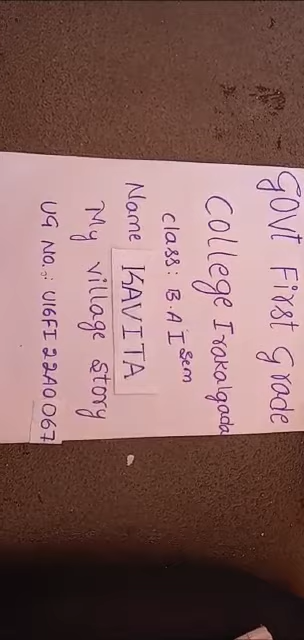 Govt First Grade
College Irakalgada
Class: B.A I Sem
Name KAVITA
My village story
UG No.: U16FI22A0067